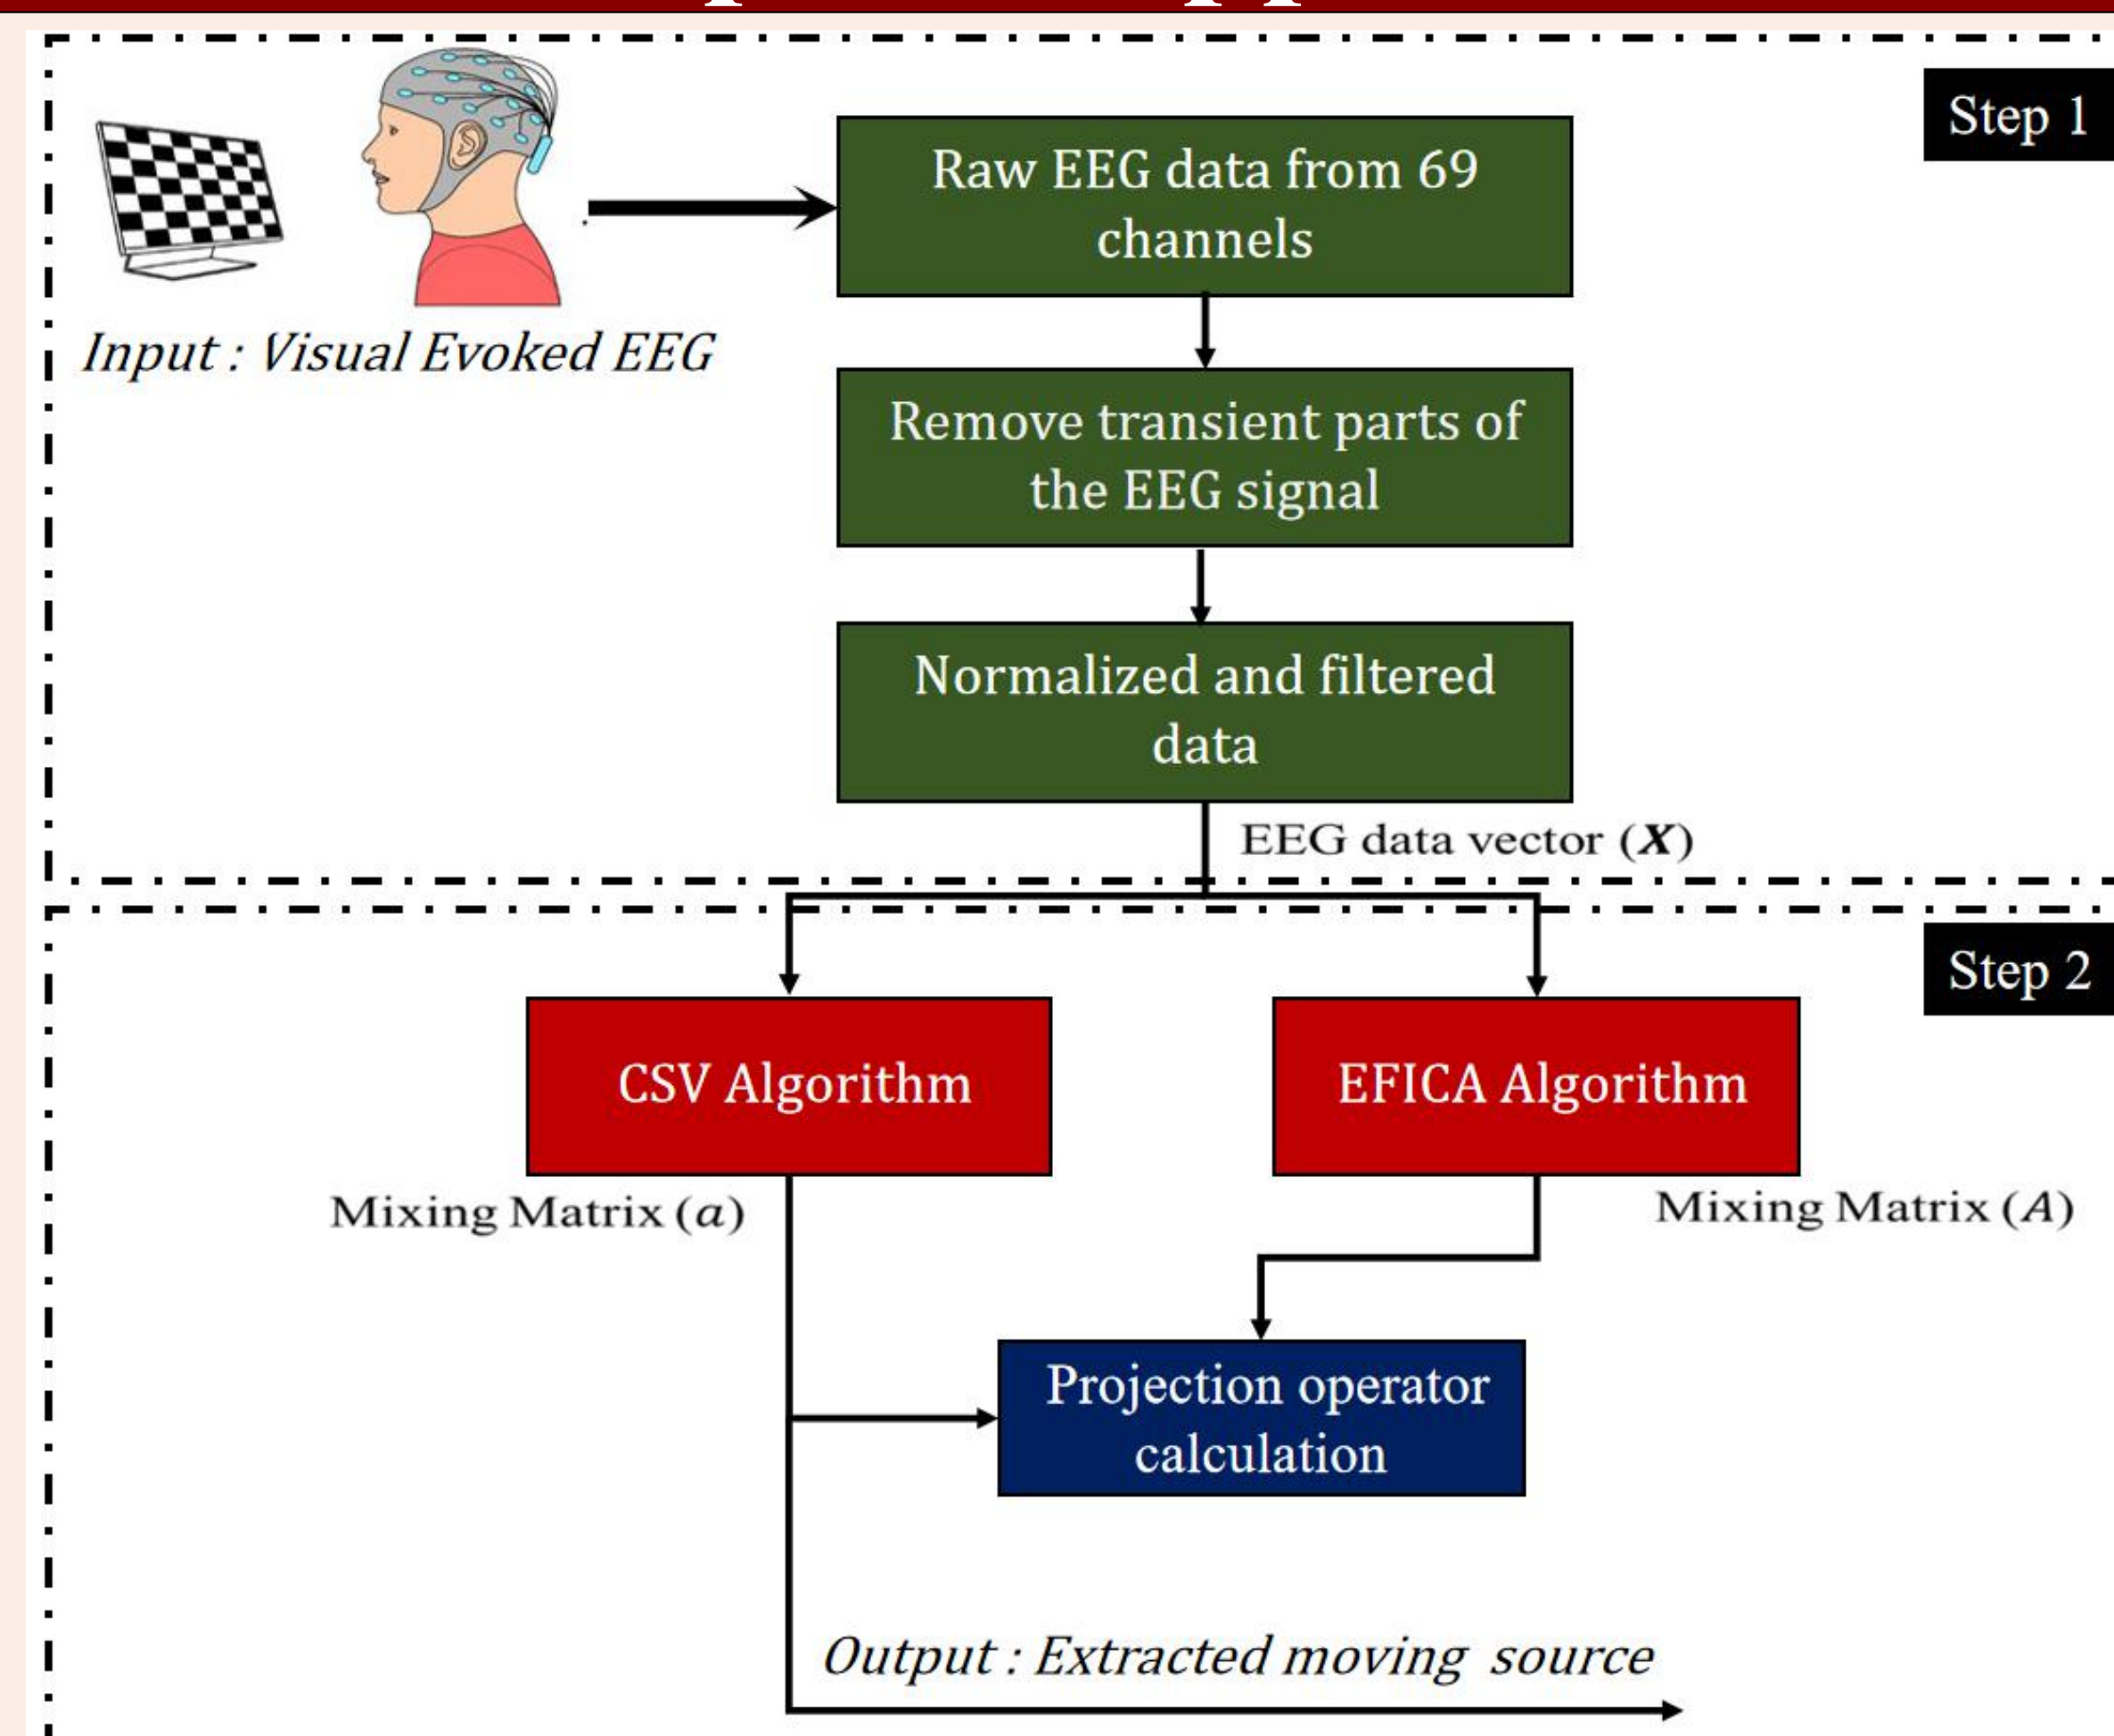 Step 1
Raw EEG data from 69
channels
Input : Visual Evoked EEG
Remove transient parts of
the EEG signal
Normalized and filtered
data
EEG data vector (X)
Step 2
CSV Algorithm
EFICA Algorithm
Mixing Matrix (a)
Mixing Matrix (A)
Projection operator
calculation
Output : Extracted moving source